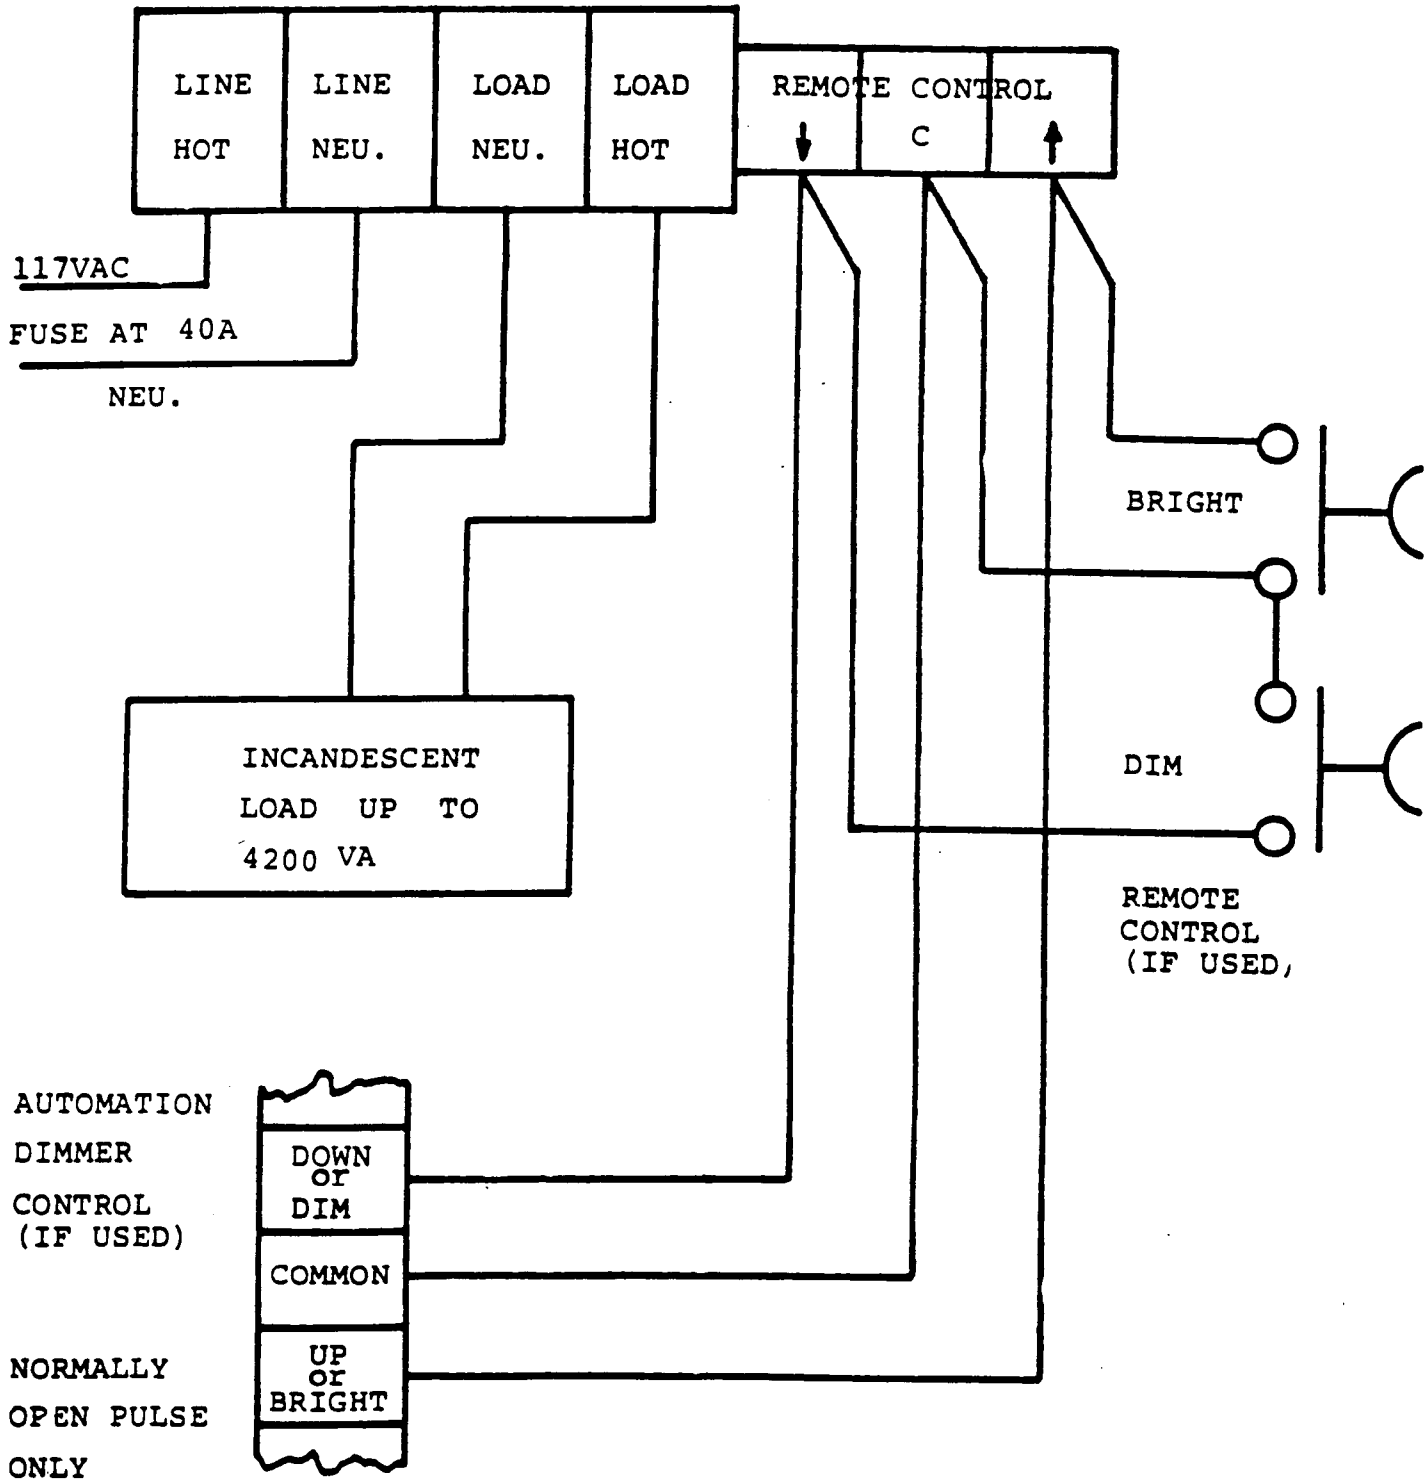 LINE HOT
LINE NEU.
LOAD NEU.
LOAD HOT
REMOTE CONTROL
C
117VAC
FUSE AT 40A
NEU.
BRIGHT
DIM
INCANDESCENT
LOAD UP TO
4200 VA
REMOTE
CONTROL
(IF USED,
AUTOMATION
DIMMER
CONTROL
(IF USED)
DOWN
or
DIM
COMMON
UP
or
BRIGHT
NORMALLY
OPEN PULSE
ONLY